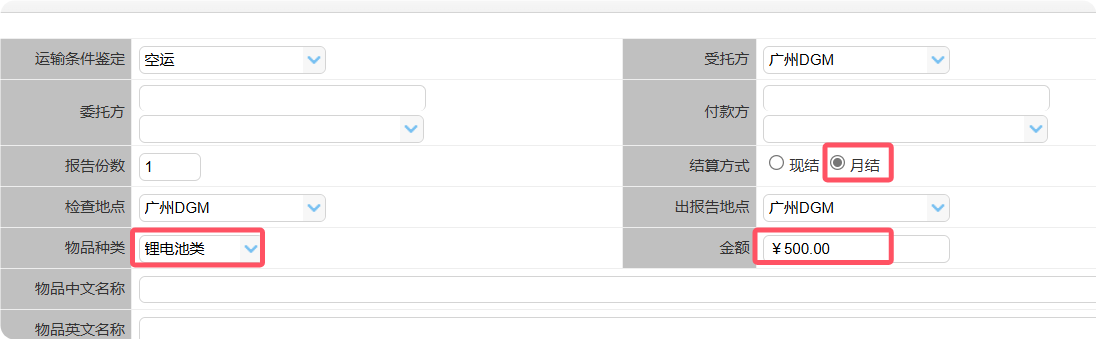 运输条件鉴定 空运 受托方 广州DGM
委托方 付款方
报告份数 1 结算方式 现结 月结
检查地点 广州DGM 出报告地点 广州DGM
物品种类 锂电池类 金额 ￥500.00
物品中文名称
物品英文名称